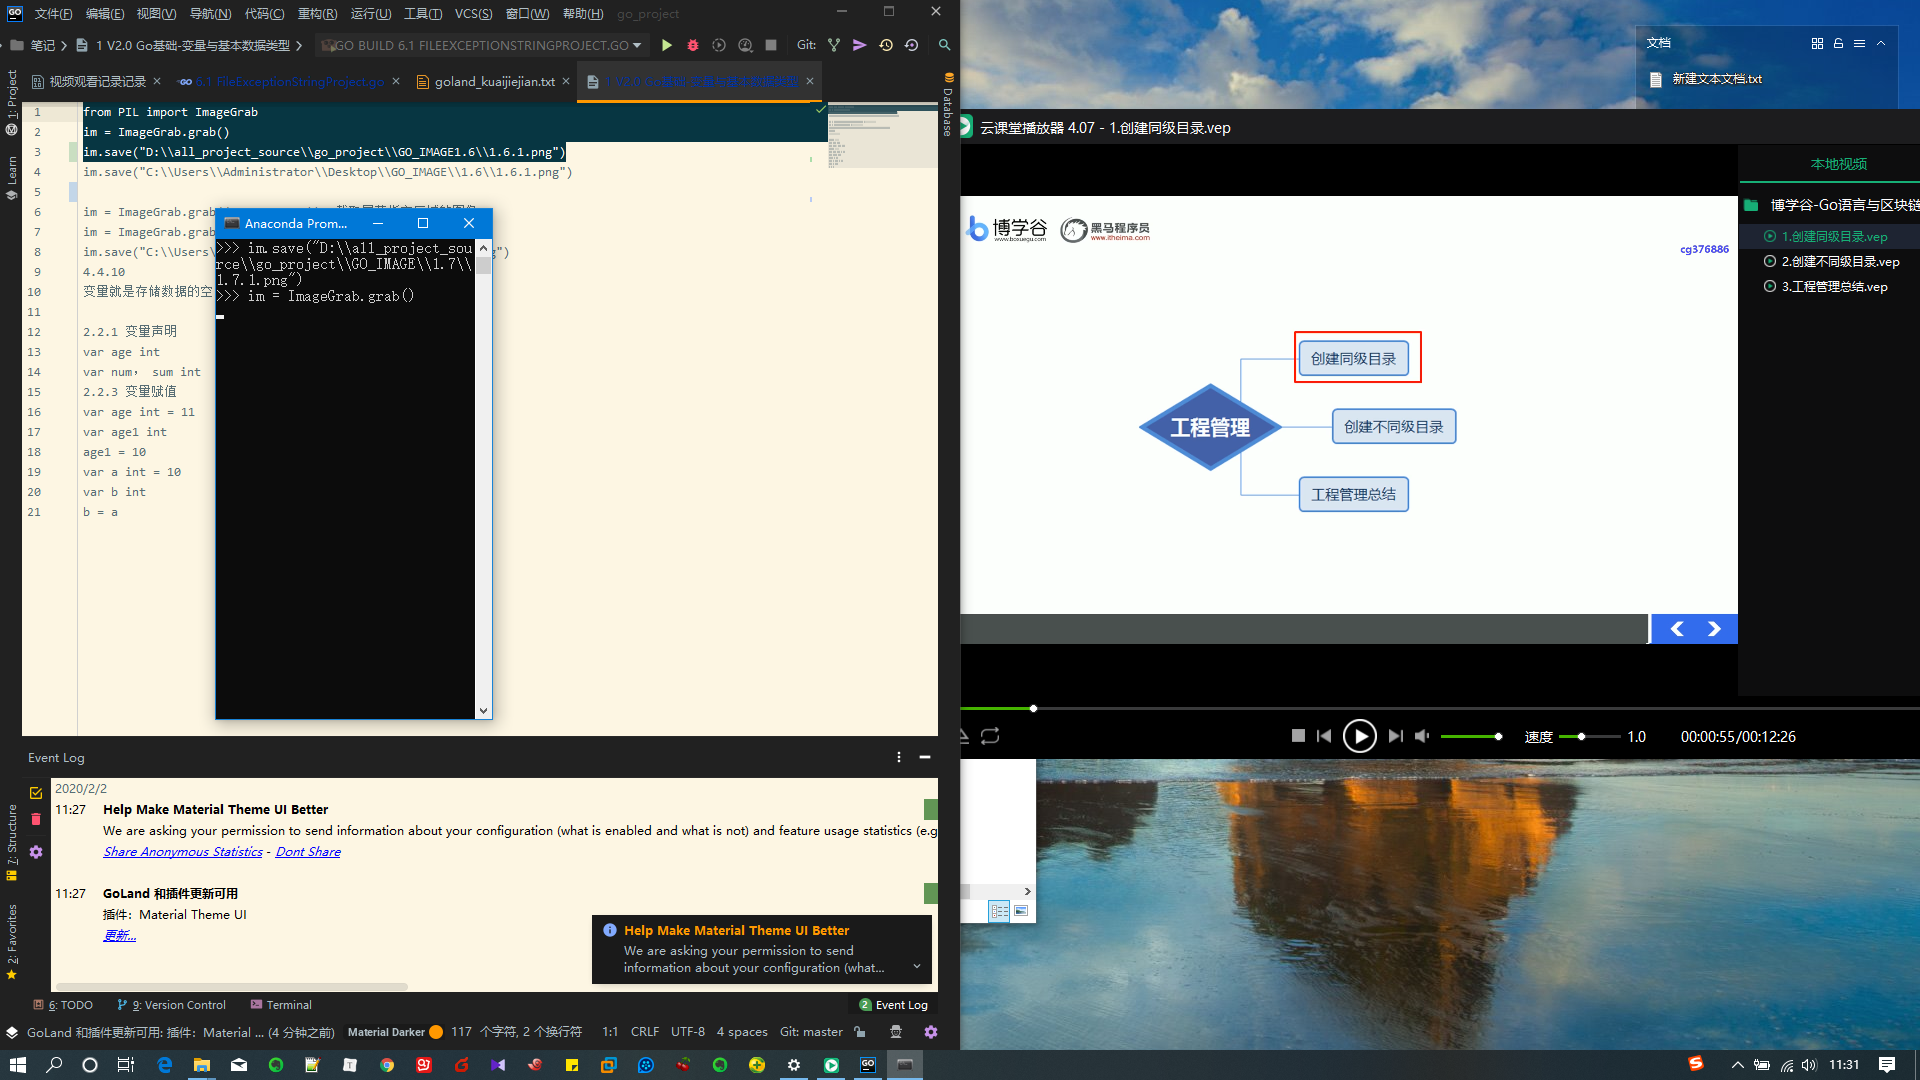 文件(F) 编辑(E) 视图(V) 导航(N) 代码(C) 重构(R) 运行(U) 工具(T) VCS(S) 窗口(W) 帮助(H) go_project
笔记 1 V2.0 Go基础-变量与基本数据类型 GO BUILD 6.1 FILEEXCEPTIONSTRINGPROJECT.GO Git:
视频观看记录记录 6.1 FileExceptionStringProject.go goland_kuaijiejian.txt 1 V2.0 Go基础-变量与基本数据类型
1: Project
Learn
7: Structure
2: Favorites
Database
1 from PIL import ImageGrab
2 im = ImageGrab.grab()
3 im.save("D:\\all_project_source\\go_project\\GO_IMAGE1.6\\1.6.1.png")
4 im.save("C:\\Users\\Administrator\\Desktop\\GO_IMAGE\\1.6\\1.6.1.png")
5
6 im = ImageGrab.grab
7 im = ImageGrab.grab
8 im.save("C:\\Users\ g")
9 4.4.10
10 变量就是存储数据的空
11
12 2.2.1 变量声明
13 var age int
14 var num, sum int
15 2.2.3 变量赋值
16 var age int = 11
17 var age1 int
18 age1 = 10
19 var a int = 10
20 var b int
21 b = a
Anaconda Prom...
>>> im.save("D:\\all_project_sou
rce\\go_project\\GO_IMAGE\\1.7\\
1.7.1.png")
>>> im = ImageGrab.grab()
Event Log
2020/2/2
11:27 Help Make Material Theme UI Better
We are asking your permission to send information about your configuration (what is enabled and what is not) and feature usage statistics (e.g
Share Anonymous Statistics - Dont Share
11:27 GoLand 和插件更新可用
插件: Material Theme UI
更新...
Help Make Material Theme UI Better
We are asking your permission to send
information about your configuration (what...
6: TODO 9: Version Control Terminal 2 Event Log
GoLand 和插件更新可用: 插件: Material ... (4 分钟之前) Material Darker 117 个字符, 2 个换行符 1:1 CRLF UTF-8 4 spaces Git: master
文档
新建文本文档.txt
云课堂播放器 4.07 - 1.创建同级目录.vep
本地视频
博学谷-Go语言与区块链
1.创建同级目录.vep
2.创建不同级目录.vep
3.工程管理总结.vep
博学谷
www.boxuegu.com
黑马程序员
www.itheima.com
cg376886
创建同级目录
工程管理
创建不同级目录
工程管理总结
速度 1.0 00:00:55/00:12:26
11:31